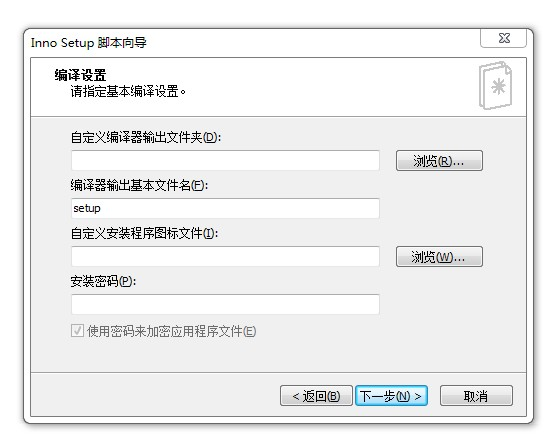 Inno Setup 脚本向导
编译设置
请指定基本编译设置。
自定义编译器输出文件夹(D):
浏览(R)...
编译器输出基本文件名(F):
setup
自定义安装程序图标文件(I):
浏览(W)...
安装密码(P):
使用密码来加密应用程序文件(E)
< 返回(B) 下一步(N) > 取消